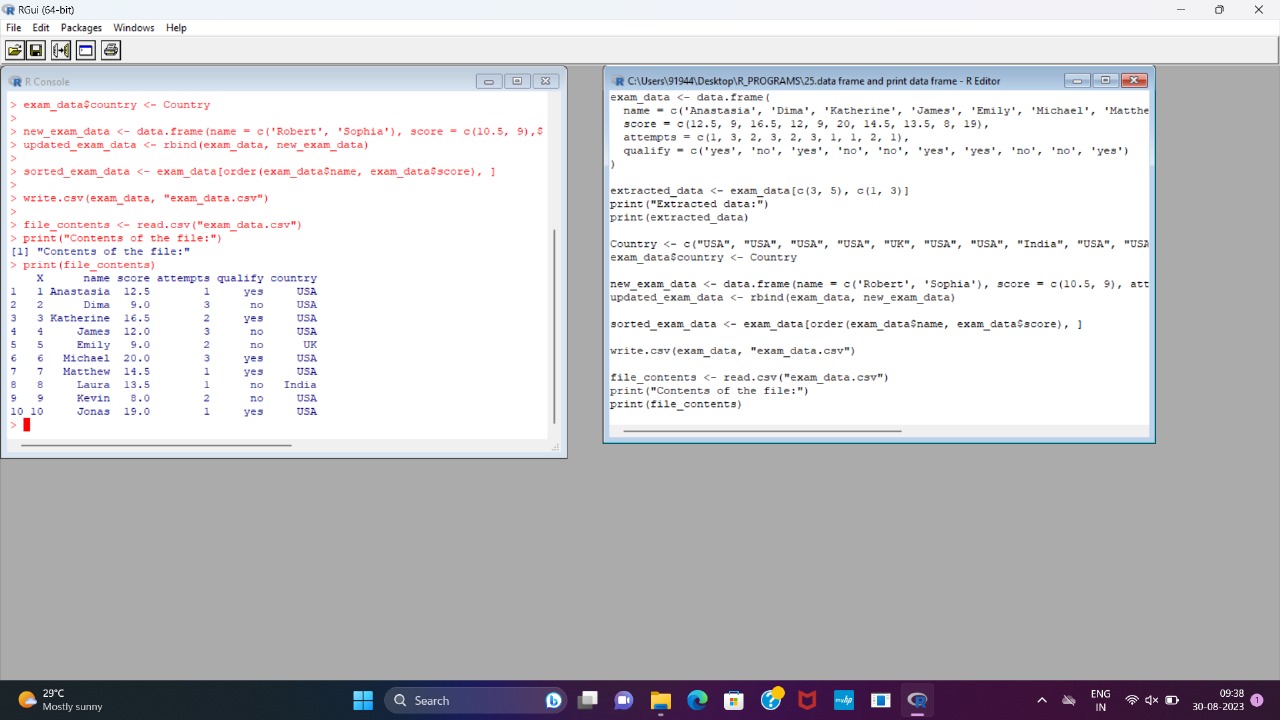 RGui (64-bit)
File Edit Packages Windows Help
R Console
> exam_data$country <- Country
>
> new_exam_data <- data.frame(name = c('Robert', 'Sophia'), score = c(10.5, 9),$
> updated_exam_data <- rbind(exam_data, new_exam_data)
>
> sorted_exam_data <- exam_data[order(exam_data$name, exam_data$score), ]
>
> write.csv(exam_data, "exam_data.csv")
>
> file_contents <- read.csv("exam_data.csv")
> print("Contents of the file:")
[1] "Contents of the file:"
> print(file_contents)
X name score attempts qualify country
1 1 Anastasia 12.5 1 yes USA
2 2 Dima 9.0 3 no USA
3 3 Katherine 16.5 2 yes USA
4 4 James 12.0 3 no USA
5 5 Emily 9.0 2 no UK
6 6 Michael 20.0 3 yes USA
7 7 Matthew 14.5 1 yes USA
8 8 Laura 13.5 1 no India
9 9 Kevin 8.0 2 no USA
10 10 Jonas 19.0 1 yes USA
>
C:\Users\91944\Desktop\R_PROGRAMS\25.data frame and print data frame - R Editor
exam_data <- data.frame(
name = c('Anastasia', 'Dima', 'Katherine', 'James', 'Emily', 'Michael', 'Matthe
score = c(12.5, 9, 16.5, 12, 9, 20, 14.5, 13.5, 8, 19),
attempts = c(1, 3, 2, 3, 2, 3, 1, 1, 2, 1),
qualify = c('yes', 'no', 'yes', 'no', 'no', 'yes', 'yes', 'no', 'no', 'yes')
)
extracted_data <- exam_data[c(3, 5), c(1, 3)]
print("Extracted data:")
print(extracted_data)
Country <- c("USA", "USA", "USA", "USA", "UK", "USA", "USA", "India", "USA", "USA
exam_data$country <- Country
new_exam_data <- data.frame(name = c('Robert', 'Sophia'), score = c(10.5, 9), att
updated_exam_data <- rbind(exam_data, new_exam_data)
sorted_exam_data <- exam_data[order(exam_data$name, exam_data$score), ]
write.csv(exam_data, "exam_data.csv")
file_contents <- read.csv("exam_data.csv")
print("Contents of the file:")
print(file_contents)
29°C
Mostly sunny
Search
ENG
IN
09:38
30-08-2023
1